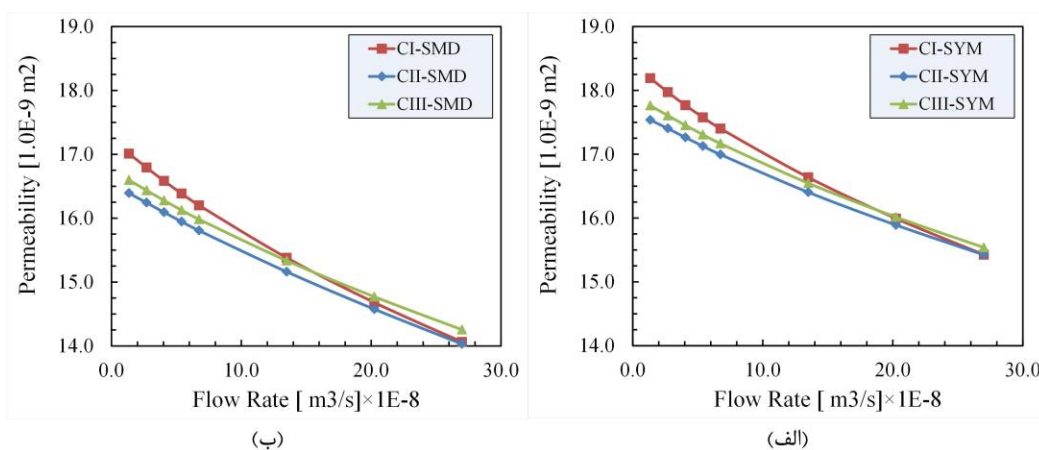 19.0
18.0
17.0
16.0
15.0
14.0
Permeability [1.0E-9 m2]
CI-SMD
CII-SMD
CIII-SMD
0.0 10.0 20.0 30.0
Flow Rate [ m3/s]×1E-8
(ب)
19.0
18.0
17.0
16.0
15.0
14.0
Permeability [1.0E-9 m2]
CI-SYM
CII-SYM
CIII-SYM
0.0 10.0 20.0 30.0
Flow Rate [ m3/s]×1E-8
(الف)